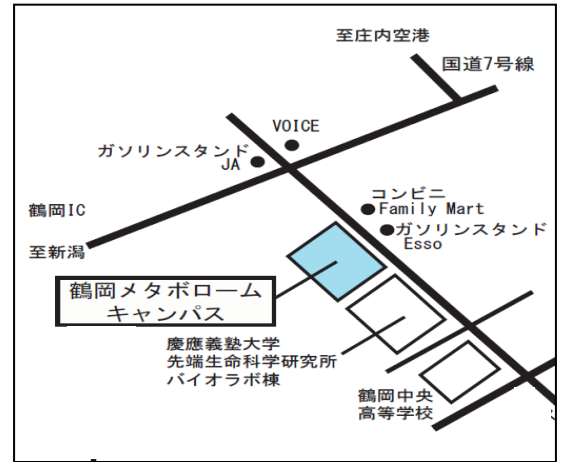 至庄内空港
国道7号線
VOICE
ガソリンスタンド
JA
コンビニ
Family Mart
ガソリンスタンド
Esso
鶴岡IC
至新潟
鶴岡メタボローム
キャンパス
慶應義塾大学
先端生命科学研究所
バイオラボ棟
鶴岡中央
高等学校